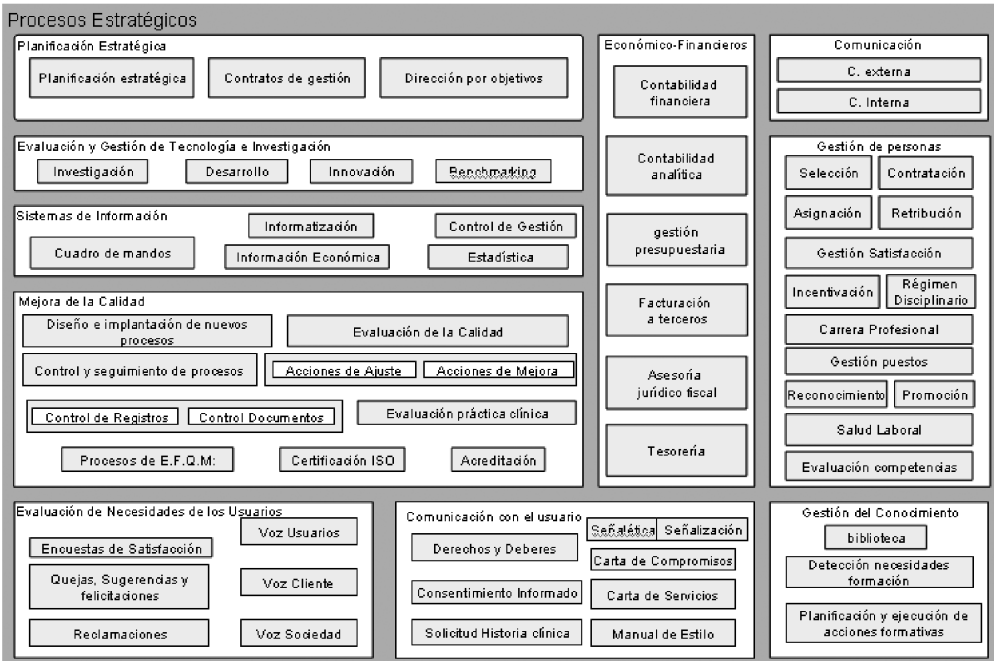 Procesos Estratégicos
Planificación Estratégica
Planificación estratégica
Contratos de gestión
Dirección por objetivos
Evaluación y Gestión de Tecnología e Investigación
Investigación
Desarrollo
Innovación
Benchmarking
Sistemas de Información
Informatización
Control de Gestión
Cuadro de mandos
Información Económica
Estadística
Mejora de la Calidad
Diseño e implantación de nuevos
procesos
Evaluación de la Calidad
Control y seguimiento de procesos
Acciones de Ajuste
Acciones de Mejora
Control de Registros
Control Documentos
Evaluación práctica clínica
Procesos de E.F.Q.M:
Certificación ISO
Acreditación
Económico-Financieros
Contabilidad
financiera
Contabilidad
analítica
gestión
presupuestaria
Facturación
a terceros
Asesoría
jurídico fiscal
Tesorería
Comunicación
C. externa
C. Interna
Gestión de personas
Selección
Contratación
Asignación
Retribución
Gestión Satisfacción
Incentivación
Régimen
Disciplinario
Carrera Profesional
Gestión puestos
Reconocimiento
Promoción
Salud Laboral
Evaluación competencias
Evaluación de Necesidades de los Usuarios
Voz Usuarios
Encuestas de Satisfacción
Quejas, Sugerencias y
felicitaciones
Voz Cliente
Reclamaciones
Voz Sociedad
Comunicación con el usuario
Señalética
Señalización
Derechos y Deberes
Carta de Compromisos
Consentimiento Informado
Carta de Servicios
Solicitud Historia clínica
Manual de Estilo
Gestión del Conocimiento
biblioteca
Detección necesidades
formación
Planificación y ejecución de
acciones formativas